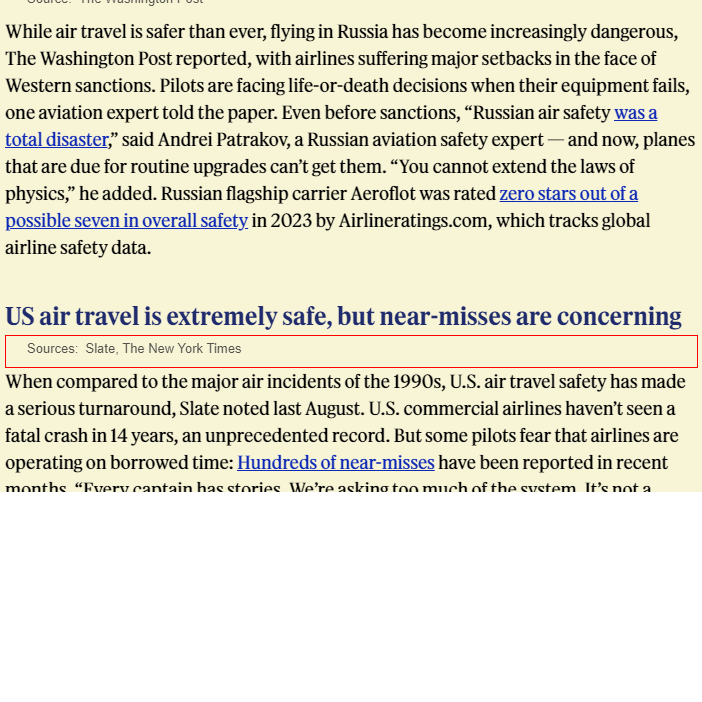 Source: The Washington Post
While air travel is safer than ever, flying in Russia has become increasingly dangerous,
The Washington Post reported, with airlines suffering major setbacks in the face of
Western sanctions. Pilots are facing life-or-death decisions when their equipment fails,
one aviation expert told the paper. Even before sanctions, “Russian air safety was a
total disaster,” said Andrei Patrakov, a Russian aviation safety expert — and now, planes
that are due for routine upgrades can’t get them. “You cannot extend the laws of
physics,” he added. Russian flagship carrier Aeroflot was rated zero stars out of a
possible seven in overall safety in 2023 by Airlineratings.com, which tracks global
airline safety data.
US air travel is extremely safe, but near-misses are concerning
Sources: Slate, The New York Times
When compared to the major air incidents of the 1990s, U.S. air travel safety has made
a serious turnaround, Slate noted last August. U.S. commercial airlines haven’t seen a
fatal crash in 14 years, an unprecedented record. But some pilots fear that airlines are
operating on borrowed time: Hundreds of near-misses have been reported in recent
months. “Every captain has stories. We’re asking too much of the system. It’s not a